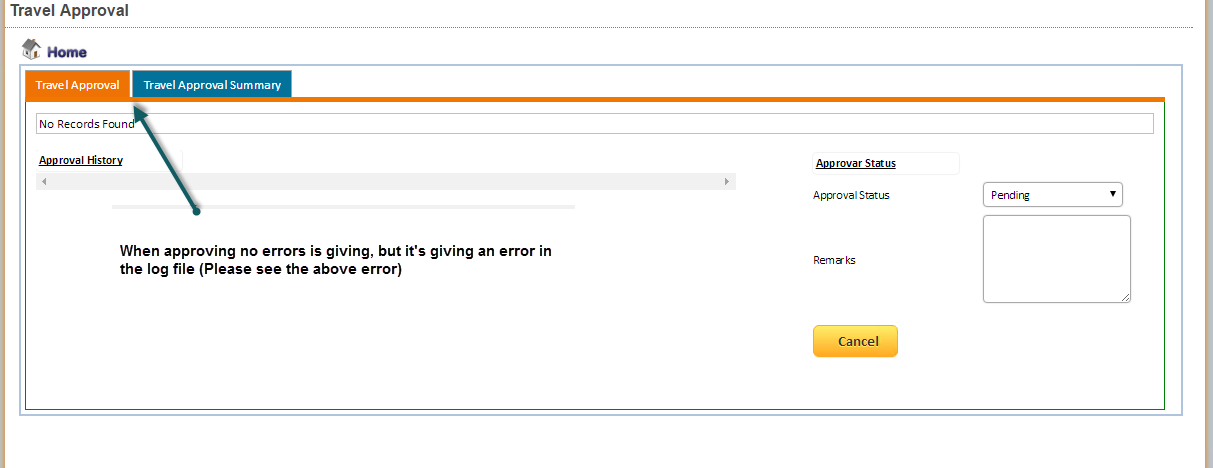 Travel Approval
Home
Travel Approval
Travel Approval Summary
No Records Found
Approval History
Approvar Status
Approval Status
Pending
When approving no errors is giving, but it's giving an error in
the log file (Please see the above error)
Remarks
Cancel